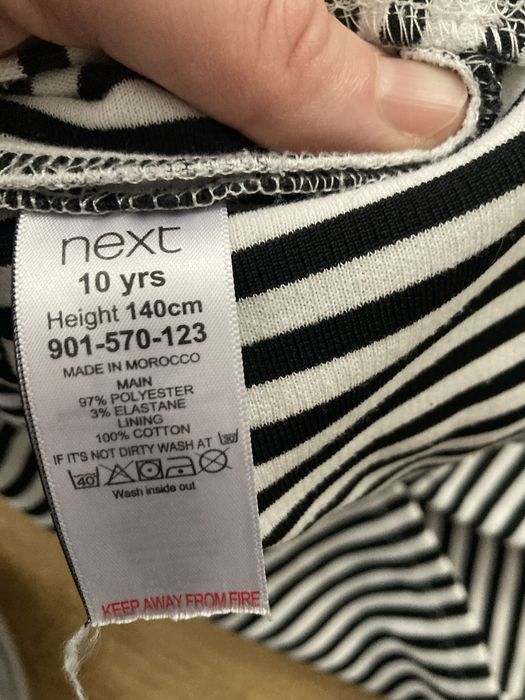 next
10 yrs
Height 140cm
901-570-123
MADE IN MOROCCO
MAIN
97% POLYESTER
3% ELASTANE
LINING
100% COTTON
IF IT'S NOT DIRTY WASH AT 30°
40°
Wash inside out
KEEP AWAY FROM FIRE